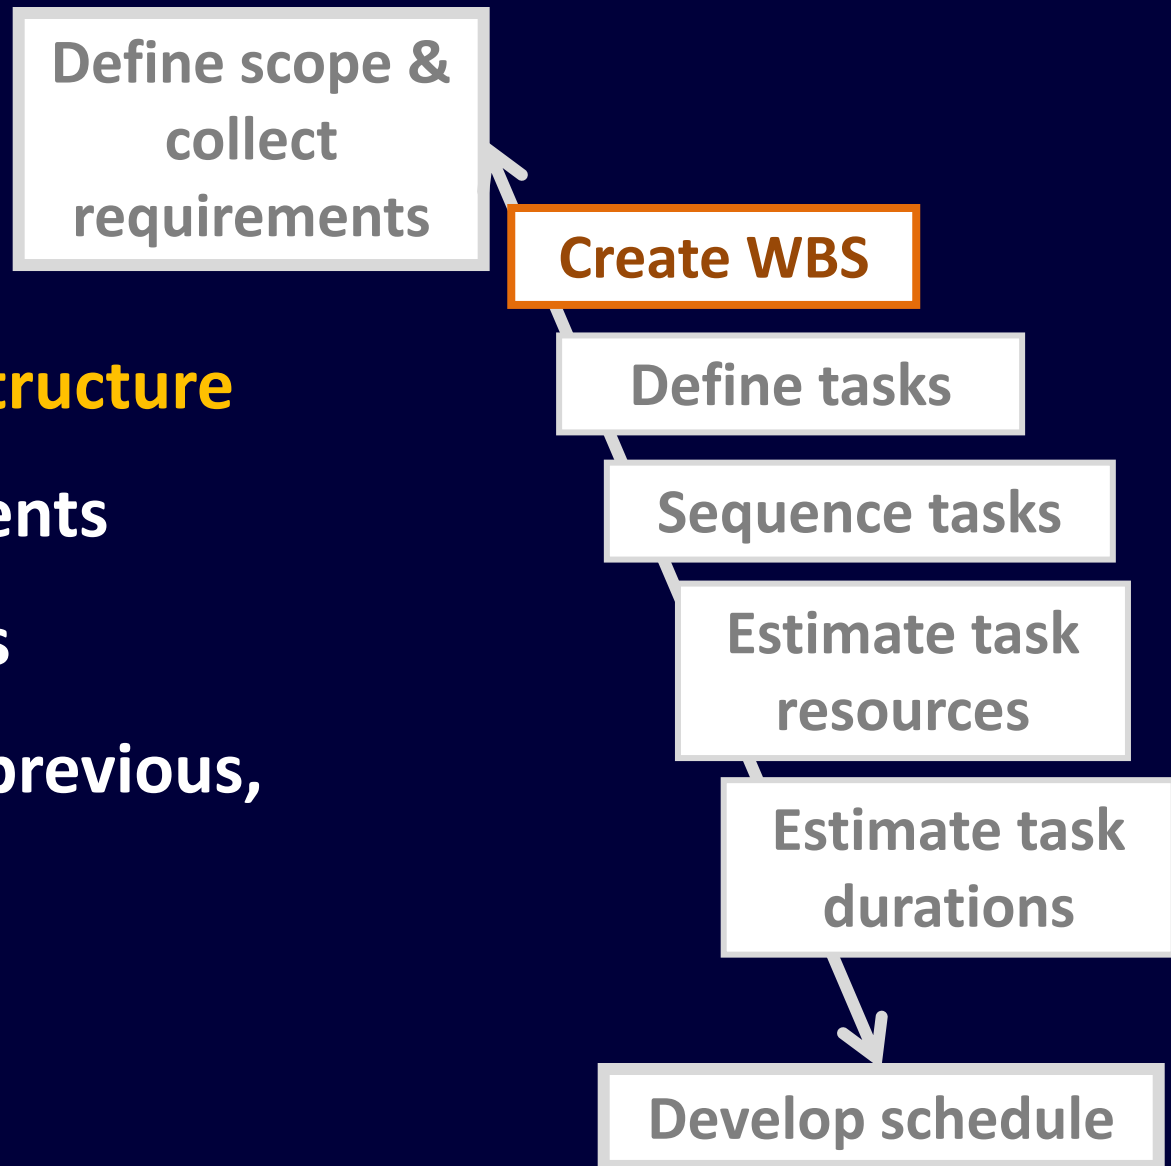 Define scope &
collect
requirements
Create WBS
tructure
Define tasks
ents
Sequence tasks
s
Estimate task
resources
previous,
Estimate task
durations
Develop schedule